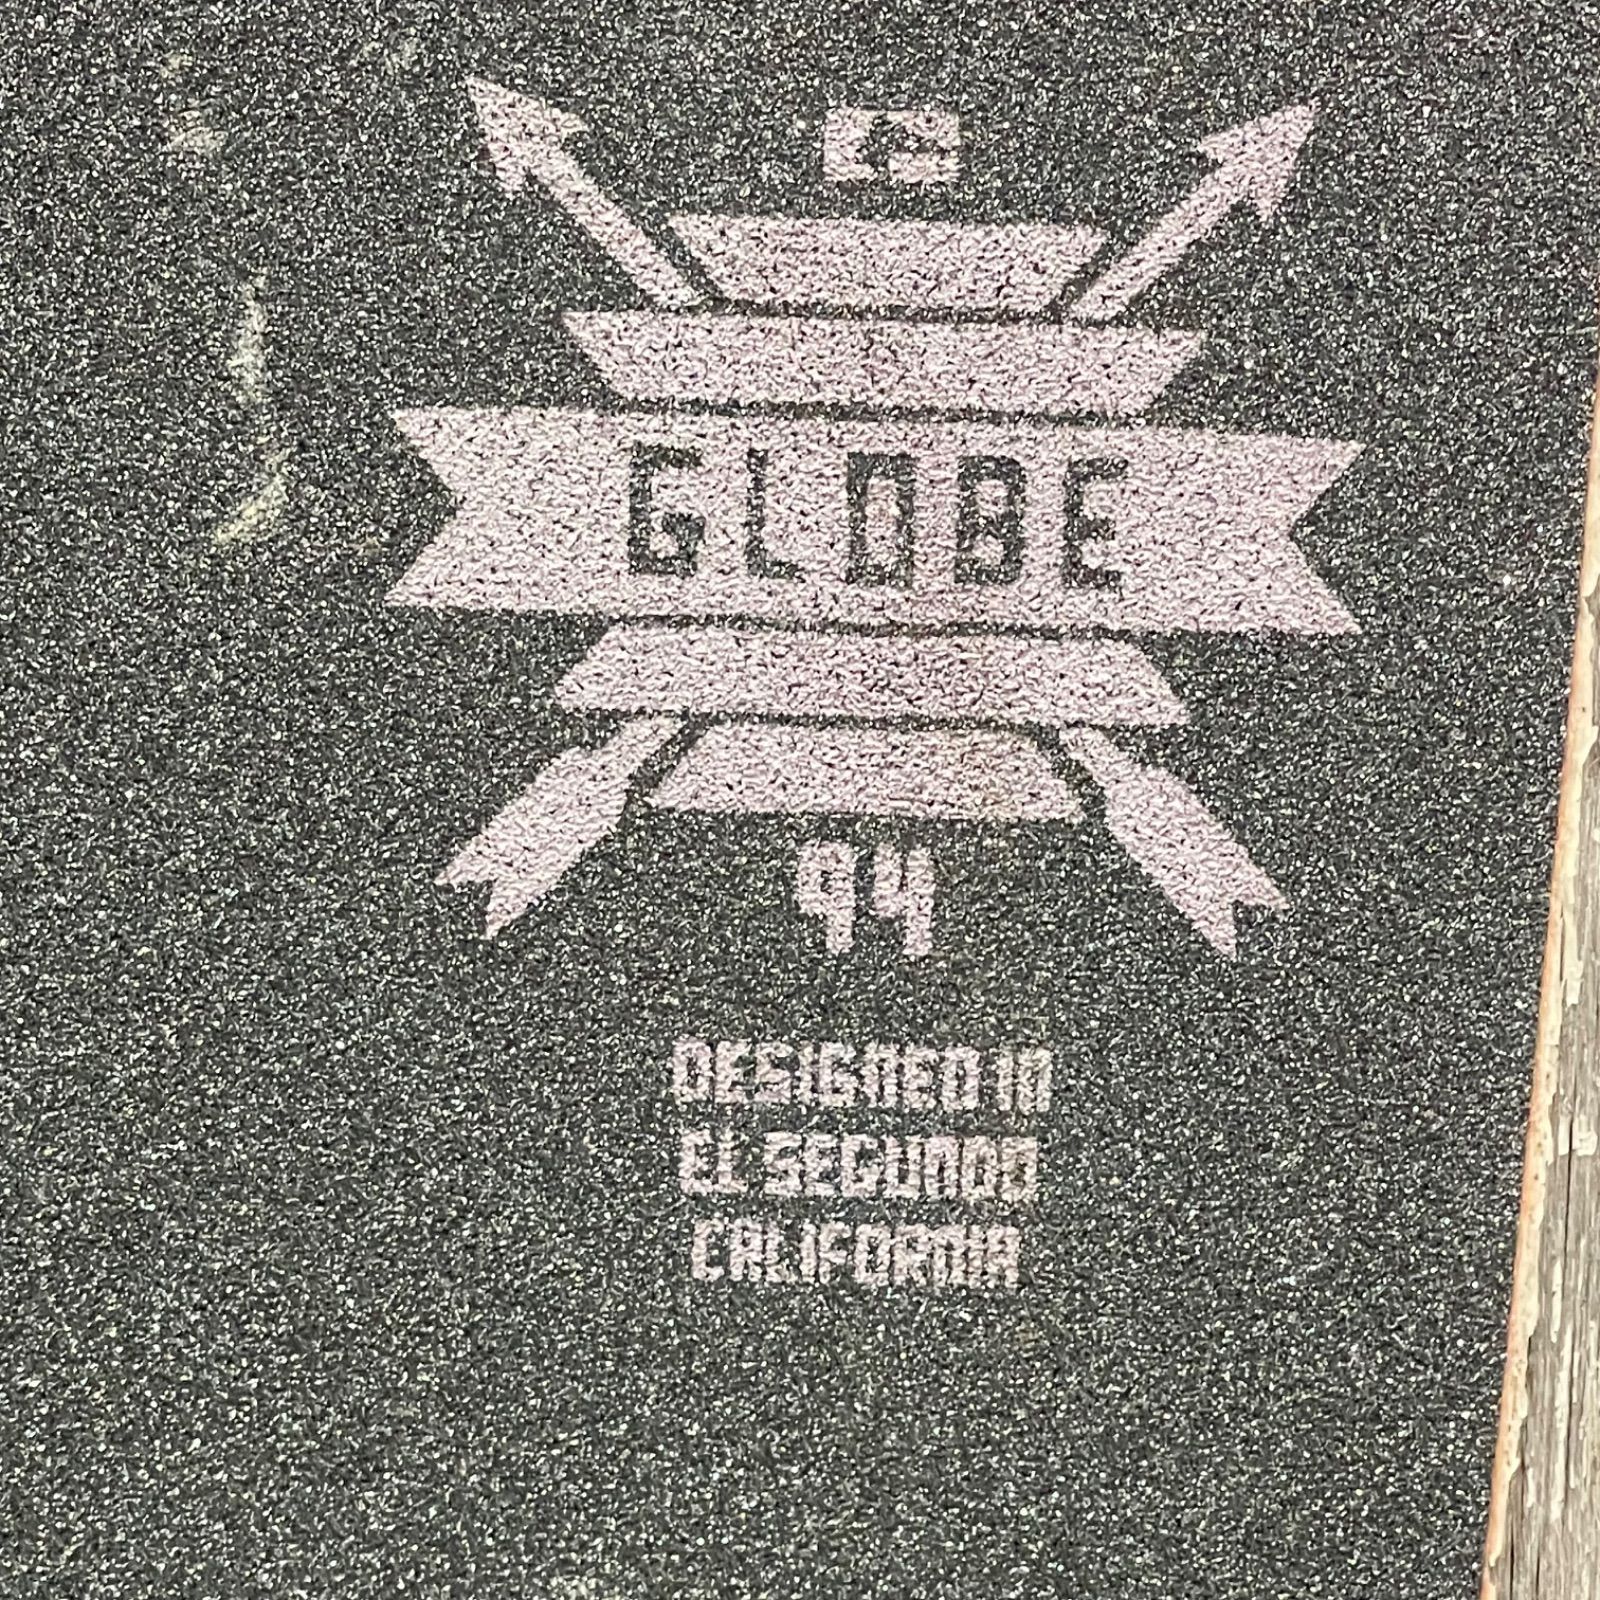 GLOBE
94
DESIGNED IN
EL SEGUNDO
CALIFORNIA